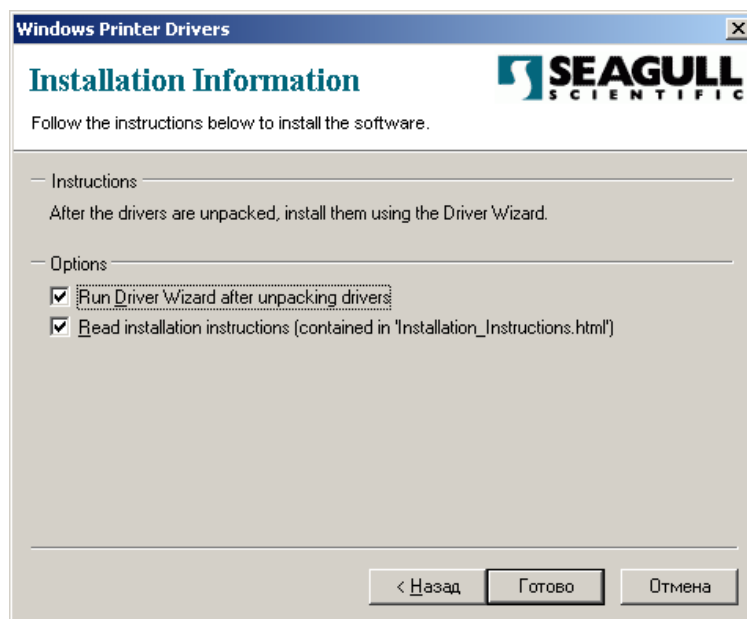 Windows Printer Drivers
Installation Information
SEAGULL
SCIENTIFIC
Follow the instructions below to install the software.
Instructions
After the drivers are unpacked, install them using the Driver Wizard.
Options
Run Driver Wizard after unpacking drivers
Read installation instructions (contained in 'Installation_Instructions.html')
< Назад
Готово
Отмена